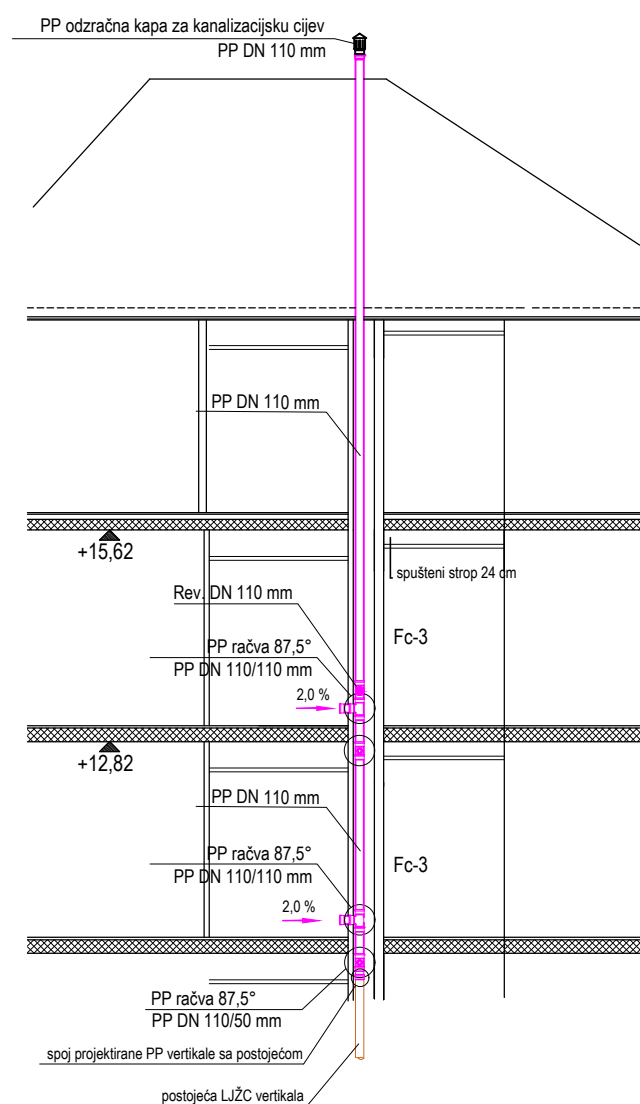 PP odzračna kapa za kanalizacijsku cijev
PP DN 110 mm
PP DN 110 mm
+15,62
spušteni strop 24 cm
Rev. DN 110 mm
Fc-3
PP račva 87,5°
PP DN 110/110 mm
2,0 %
+12,82
PP DN 110 mm
PP račva 87,5°
Fc-3
PP DN 110/110 mm
2,0 %
PP račva 87,5°
PP DN 110/50 mm
spoj projektirane PP vertikale sa postojećom
postojeća LJŽC vertikala